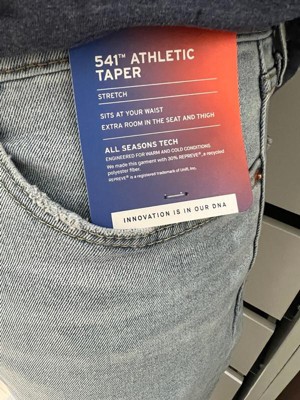 541™ ATHLETIC
TAPER
STRETCH
SITS AT YOUR WAIST
EXTRA ROOM IN THE SEAT AND THIGH
ALL SEASONS TECH
ENGINEERED FOR WARM AND COLD CONDITIONS.
We made this garment with 30% REPREVE®, a recycled
polyester fiber.
REPREVE® is a registered trademark of Unifi, Inc.
INNOVATION IS IN OUR DNA